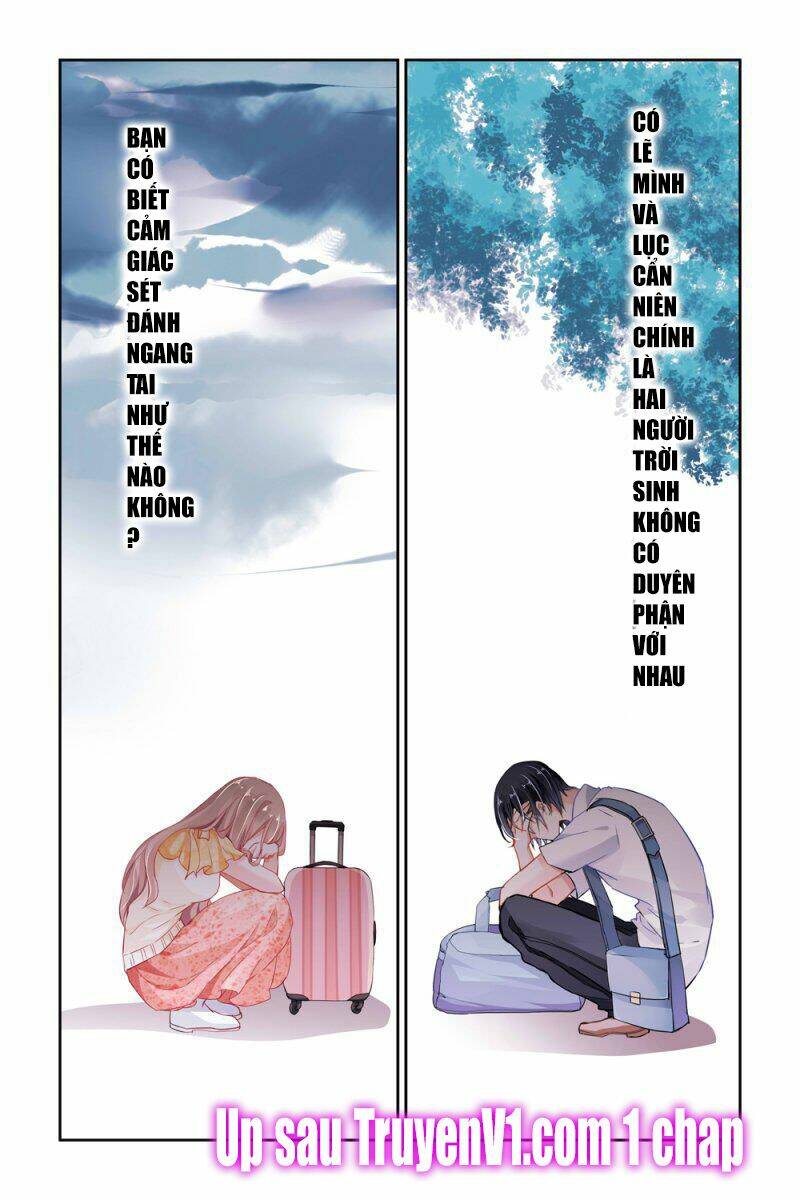 BẠN
CÓ
BIẾT
CẢM
GIÁC
SÉT
ĐÁNH
NGANG
TAI
NHƯ
THẾ
NÀO
KHÔNG
?
CÓ
LẼ
MÌNH
VÀ
LỤC
CẨN
NIÊN
CHÍNH
LÀ
HAI
NGƯỜI
TRỜI
SINH
KHÔNG
CÓ
DUYÊN
PHẬN
VỚI
NHAU
Up sau TruyenV1.com 1 chap